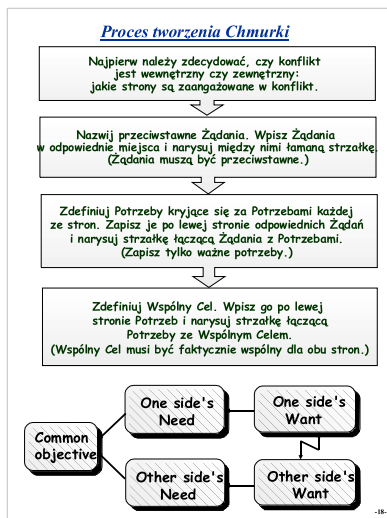 Proces tworzenia Chmurki
Najpierw należy zdecydować, czy konflikt
jest wewnętrzny czy zewnętrzny:
jakie strony są zaangażowane w konflikt.
Nazwij przeciwstawne Żądania. Wpisz Żądania
w odpowiednie miejsca i narysuj między nimi łamaną strzałkę.
(Żądania muszą być przeciwstawne.)
Zdefiniuj Potrzeby kryjące się za Potrzebami każdej
ze stron. Zapisz je po lewej stronie odpowiednich Żądań
i narysuj strzałkę łączącą Żądania z Potrzebami.
(Zapisz tylko ważne potrzeby.)
Zdefiniuj Wspólny Cel. Wpisz go po lewej
stronie Potrzeb i narysuj strzałkę łączącą
Potrzeby ze Wspólnym Celem.
(Wspólny Cel musi być faktycznie wspólny dla obu stron.)
One side's
Need
One side's
Want
Common
objective
Other side's
Need
Other side's
Want
-18-